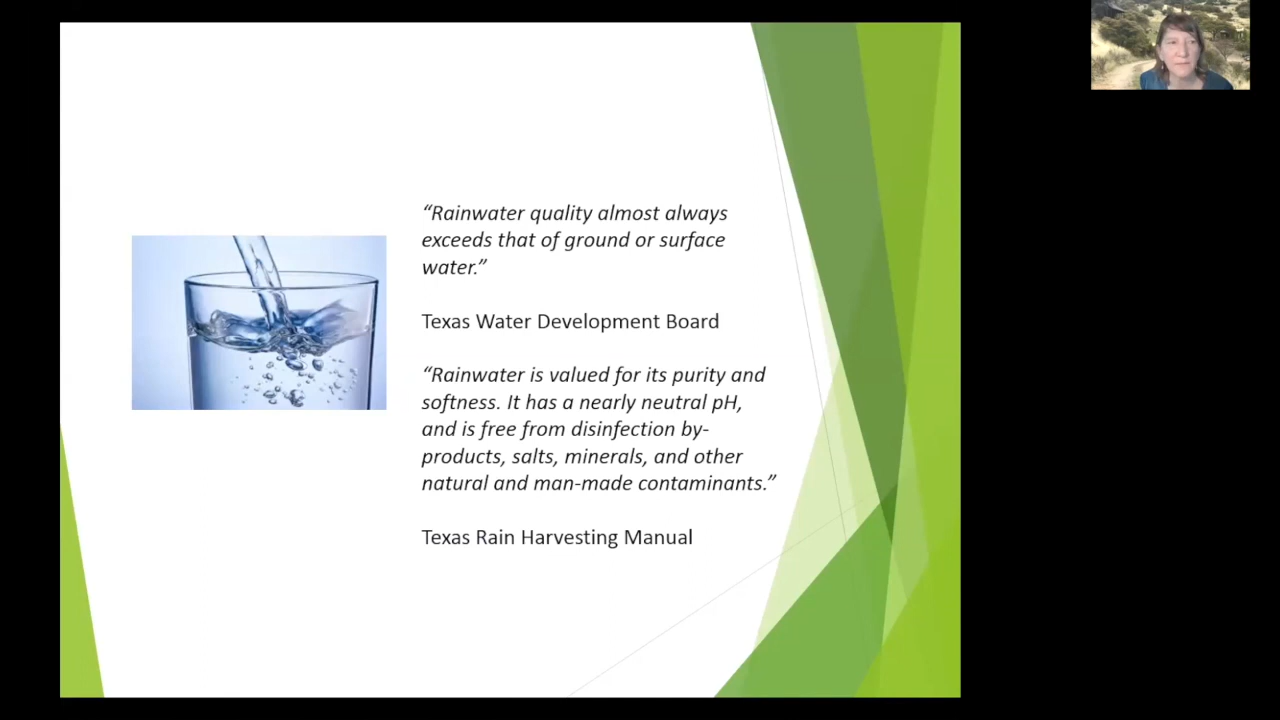 “Rainwater quality almost always
exceeds that of ground or surface
water.”
Texas Water Development Board
“Rainwater is valued for its purity and
softness. It has a nearly neutral pH,
and is free from disinfection by-
products, salts, minerals, and other
natural and man-made contaminants.”
Texas Rain Harvesting Manual